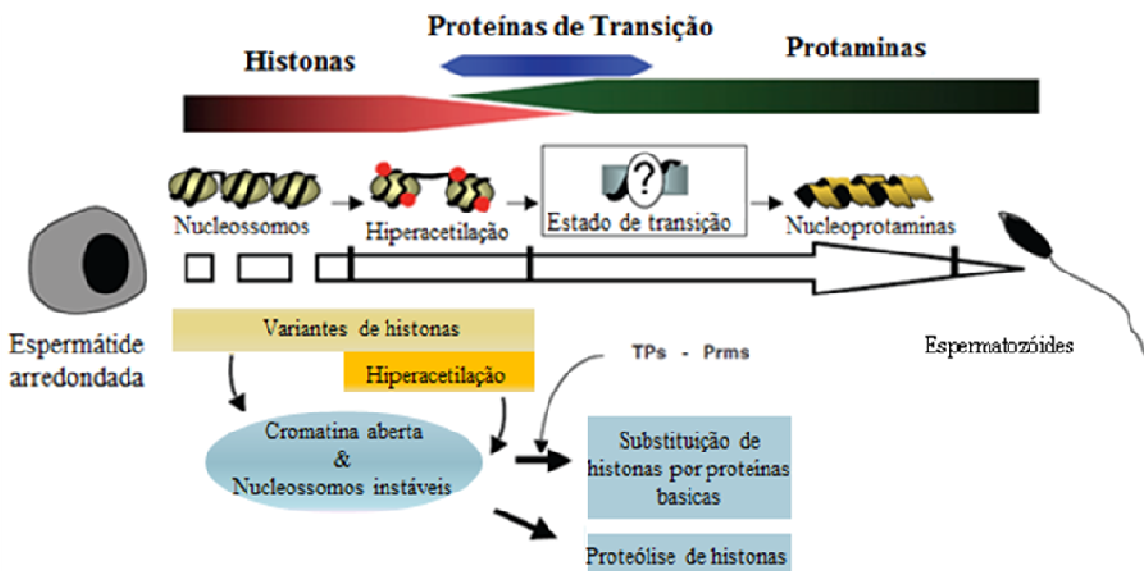 Proteínas de Transição
Histonas
Protaminas
?
Nucleossomos
Hiperacetilação
Estado de transição
Nucleoprotaminas
Espermátide
arredondada
Espermatozóides
Variantes de histonas
Hiperacetilação
TPs - Prms
Cromatina aberta
&
Nucleossomos instáveis
Substituição de
histonas por proteínas
basicas
Proteólise de histonas